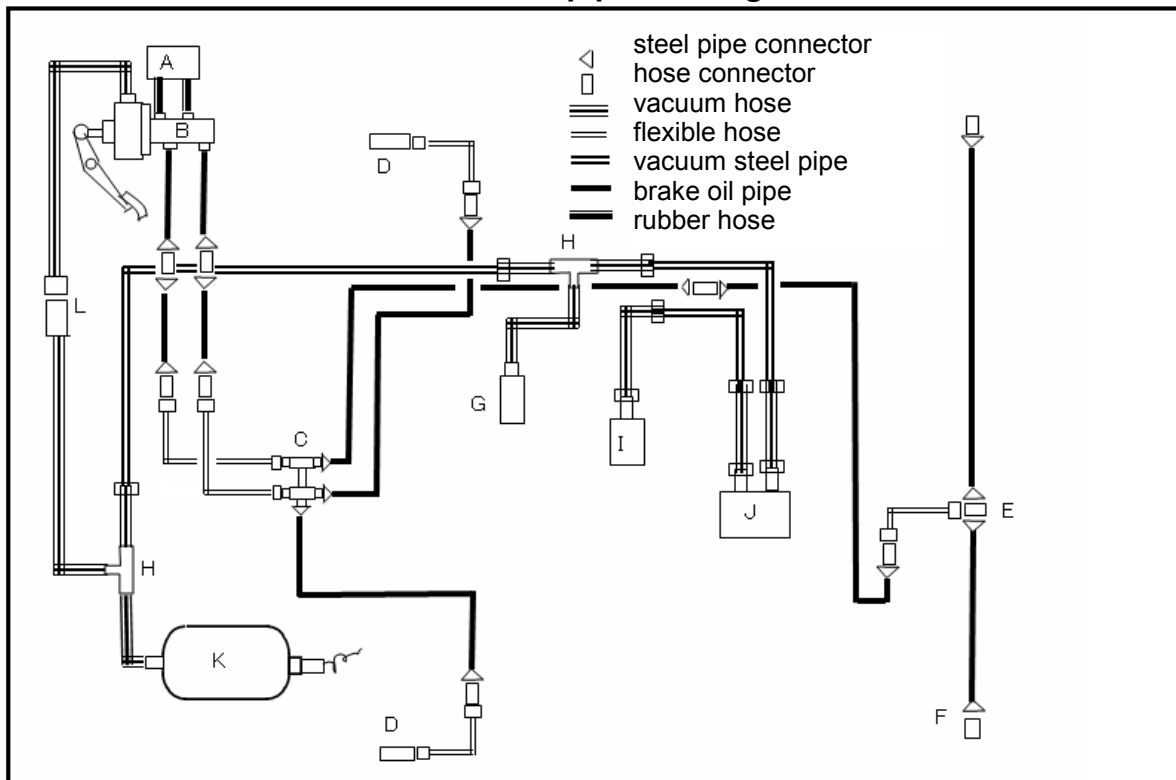 A
B
L
D
H
G
I
J
C
H
K
D
E
F
steel pipe connector
hose connector
vacuum hose
flexible hose
vacuum steel pipe
brake oil pipe
rubber hose